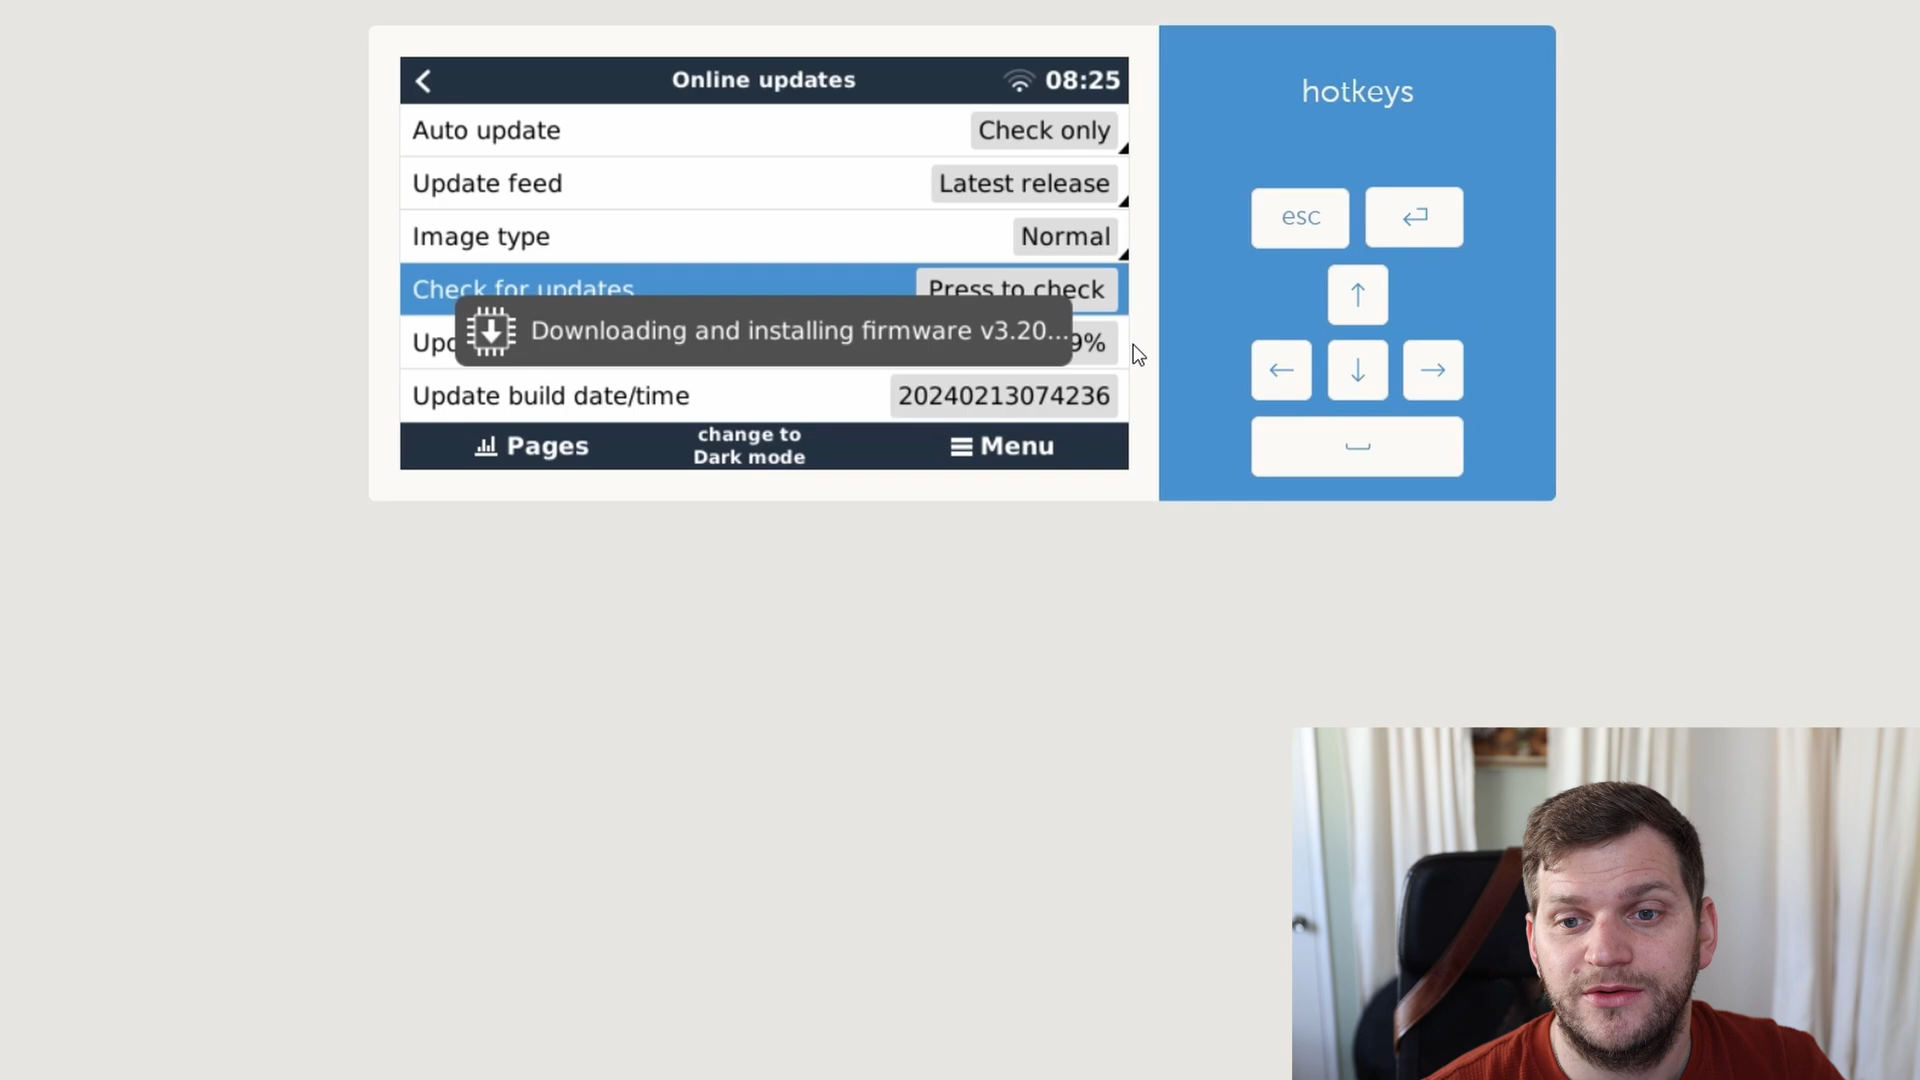 Online updates 08:25
Auto update Check only
Update feed Latest release
Image type Normal
Check for updates Press to check
Downloading and installing firmware v3.20...
9%
Update build date/time 20240213074236
Pages change to Dark mode Menu
hotkeys
esc